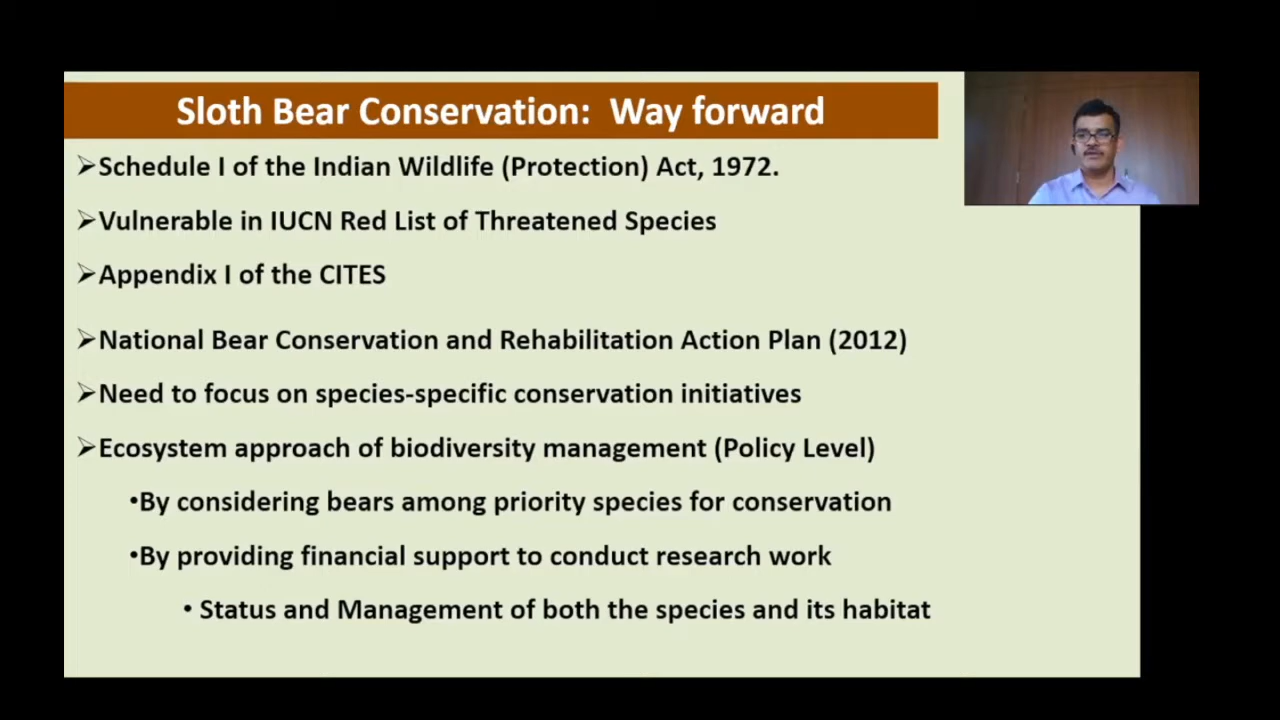 Sloth Bear Conservation: Way forward
➢Schedule I of the Indian Wildlife (Protection) Act, 1972.
➢Vulnerable in IUCN Red List of Threatened Species
➢Appendix I of the CITES
➢National Bear Conservation and Rehabilitation Action Plan (2012)
➢Need to focus on species-specific conservation initiatives
➢Ecosystem approach of biodiversity management (Policy Level)
•By considering bears among priority species for conservation
•By providing financial support to conduct research work
• Status and Management of both the species and its habitat